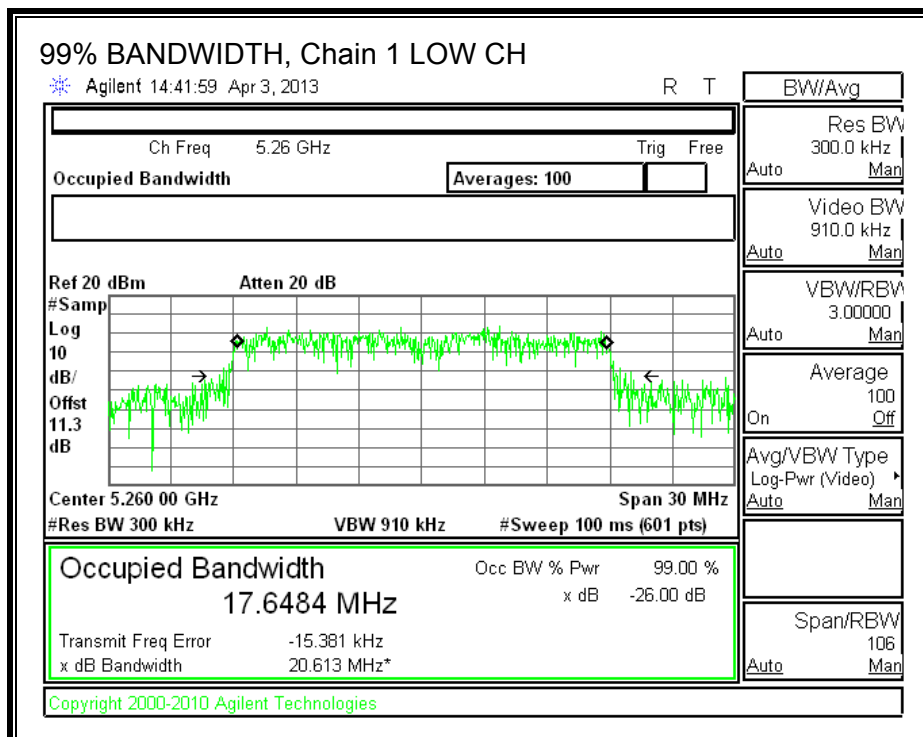 99% BANDWIDTH, Chain 1 LOW CH
Agilent 14:41:59 Apr 3, 2013 R T
Ch Freq 5.26 GHz Trig Free
Occupied Bandwidth Averages: 100
Ref 20 dBm Atten 20 dB
#Samp
Log
10
dB/
Offst
11.3
dB
Center 5.260 00 GHz Span 30 MHz
#Res BW 300 kHz VBW 910 kHz #Sweep 100 ms (601 pts)
Occupied Bandwidth Occ BW % Pwr 99.00 %
17.6484 MHz x dB -26.00 dB
Transmit Freq Error -15.381 kHz
x dB Bandwidth 20.613 MHz*
Copyright 2000-2010 Agilent Technologies
BW/Avg
Res BW
300.0 kHz
Auto Man
Video BW
910.0 kHz
Auto Man
VBW/RBW
3.00000
Auto Man
Average
100
On Off
Avg/VBW Type
Log-Pwr (Video)
Auto Man
Span/RBW
106
Auto Man